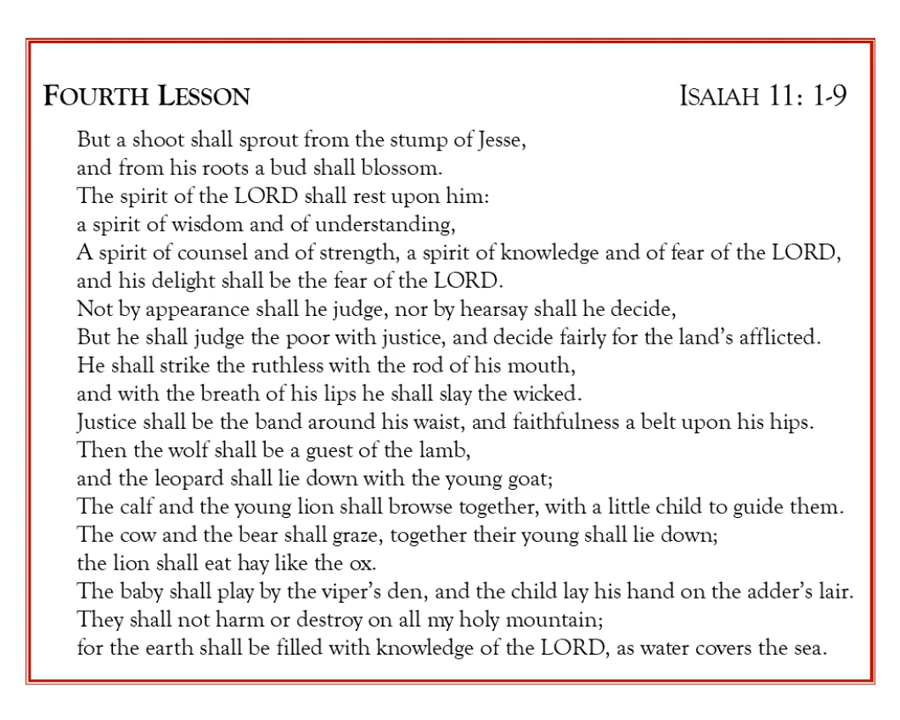 FOURTH LESSON ISAIAH 11: 1-9
But a shoot shall sprout from the stump of Jesse,
and from his roots a bud shall blossom.
The spirit of the LORD shall rest upon him:
a spirit of wisdom and of understanding,
A spirit of counsel and of strength, a spirit of knowledge and of fear of the LORD,
and his delight shall be the fear of the LORD.
Not by appearance shall he judge, nor by hearsay shall he decide,
But he shall judge the poor with justice, and decide fairly for the land's afflicted.
He shall strike the ruthless with the rod of his mouth,
and with the breath of his lips he shall slay the wicked.
Justice shall be the band around his waist, and faithfulness a belt upon his hips.
Then the wolf shall be a guest of the lamb,
and the leopard shall lie down with the young goat;
The calf and the young lion shall browse together, with a little child to guide them.
The cow and the bear shall graze, together their young shall lie down;
the lion shall eat hay like the ox.
The baby shall play by the viper's den, and the child lay his hand on the adder's lair.
They shall not harm or destroy on all my holy mountain;
for the earth shall be filled with knowledge of the LORD, as water covers the sea.